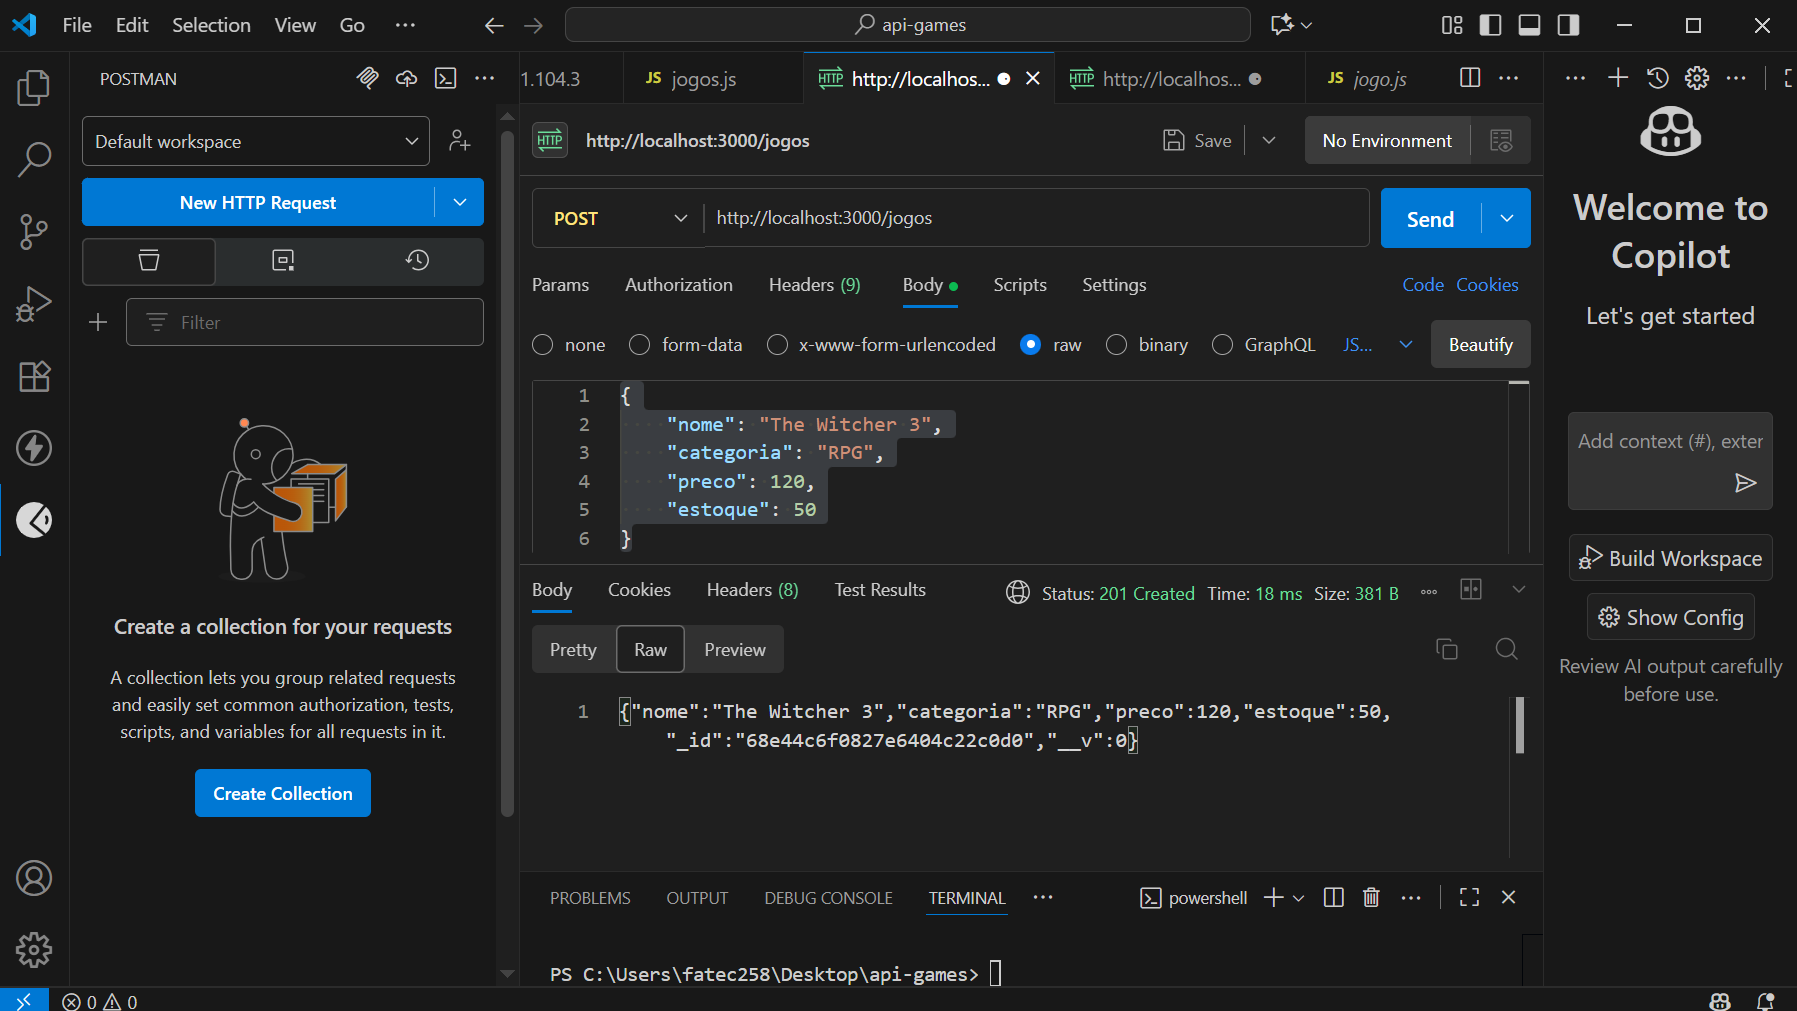 File Edit Selection View Go ···
api-games
POSTMAN
1.104.3
JS jogos.js
HTTP http://localhos...
HTTP http://localhos...
JS jogo.js
Default workspace
HTTP http://localhost:3000/jogos
Save
No Environment
New HTTP Request
POST
http://localhost:3000/jogos
Send
Filter
Params Authorization Headers (9) Body Scripts Settings Code Cookies
none form-data x-www-form-urlencoded raw binary GraphQL JS... Beautify
1 {
2 "nome": "The Witcher 3",
3 "categoria": "RPG",
4 "preco": 120,
5 "estoque": 50
6 }
Create a collection for your requests
A collection lets you group related requests
and easily set common authorization, tests,
scripts, and variables for all requests in it.
Create Collection
Body Cookies Headers (8) Test Results Status: 201 Created Time: 18 ms Size: 381 B
Pretty Raw Preview
1 {"nome":"The Witcher 3","categoria":"RPG","preco":120,"estoque":50,
"_id":"68e44c6f0827e6404c22c0d0","__v":0}
PROBLEMS OUTPUT DEBUG CONSOLE TERMINAL ··· powershell
PS C:\Users\fatec258\Desktop\api-games>
Welcome to
Copilot
Let's get started
Add context (#), exter
Build Workspace
Show Config
Review AI output carefully
before use.
0 0